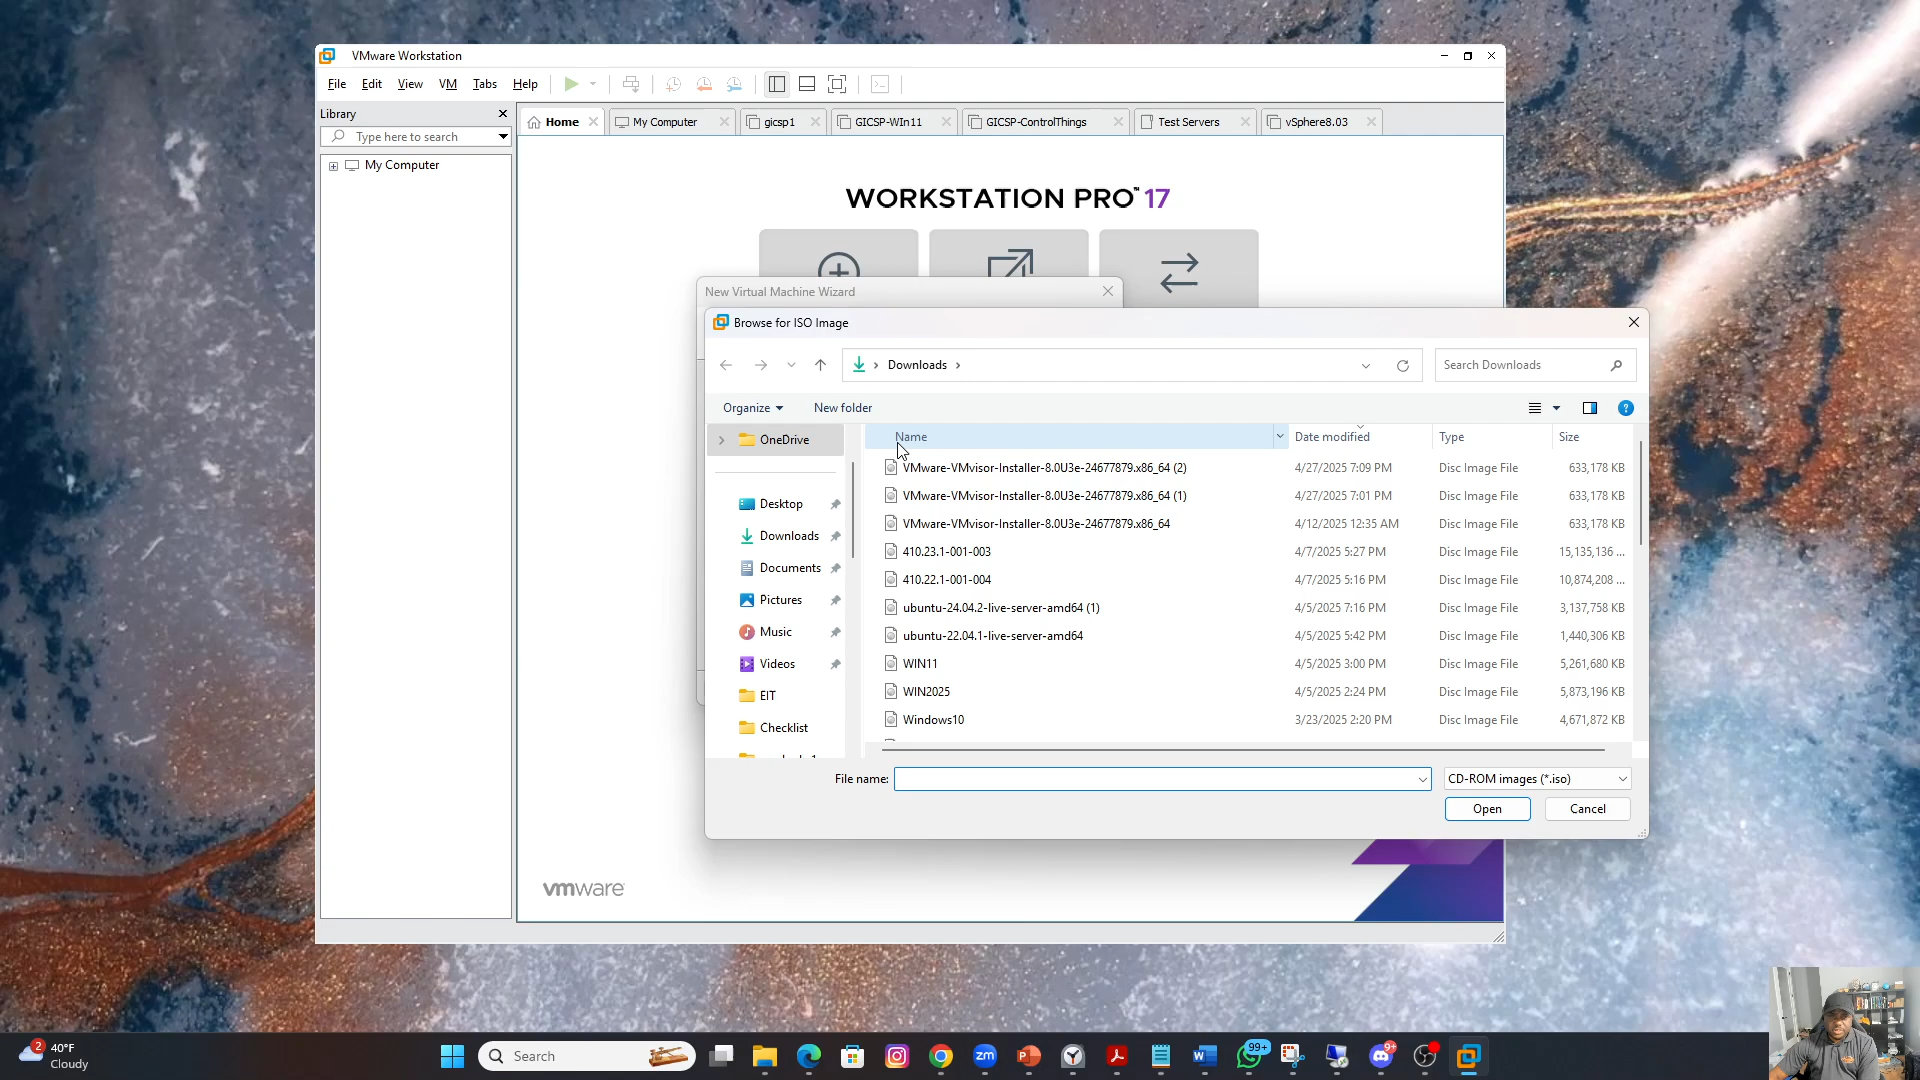 VMware Workstation
File Edit View VM Tabs Help
Library
Type here to search
My Computer
Home
My Computer
gicsp1
GICSP-WIn11
GICSP-ControlThings
Test Servers
vSphere8.03
WORKSTATION PRO™ 17
New Virtual Machine Wizard
Browse for ISO Image
Downloads
Search Downloads
Organize
New folder
OneDrive
Desktop
Downloads
Documents
Pictures
Music
Videos
EIT
Checklist
Name Date modified Type Size
VMware-VMvisor-Installer-8.0U3e-24677879.x86_64 (2) 4/27/2025 7:09 PM Disc Image File 633,178 KB
VMware-VMvisor-Installer-8.0U3e-24677879.x86_64 (1) 4/27/2025 7:01 PM Disc Image File 633,178 KB
VMware-VMvisor-Installer-8.0U3e-24677879.x86_64 4/12/2025 12:35 AM Disc Image File 633,178 KB
410.23.1-001-003 4/7/2025 5:27 PM Disc Image File 15,135,136 ...
410.22.1-001-004 4/7/2025 5:16 PM Disc Image File 10,874,208 ...
ubuntu-24.04.2-live-server-amd64 (1) 4/5/2025 7:16 PM Disc Image File 3,137,758 KB
ubuntu-22.04.1-live-server-amd64 4/5/2025 5:42 PM Disc Image File 1,440,306 KB
WIN11 4/5/2025 3:00 PM Disc Image File 5,261,680 KB
WIN2025 4/5/2025 2:24 PM Disc Image File 5,873,196 KB
Windows10 3/23/2025 2:20 PM Disc Image File 4,671,872 KB
File name:
CD-ROM images (*.iso)
Open
Cancel
vmware
2
40°F
Cloudy
Search
zm
99+
9+